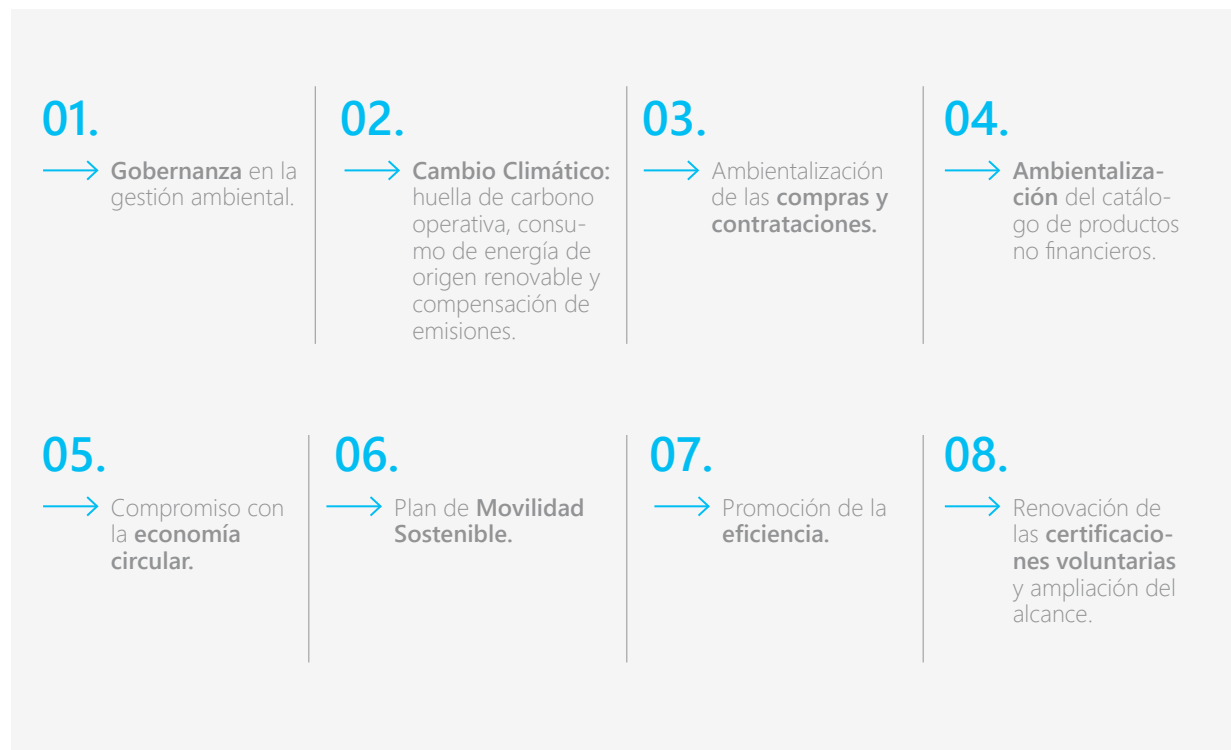 01.
Gobernanza en la
gestión ambiental.
02.
Cambio Climático:
huella de carbono
operativa, consu-
mo de energía de
origen renovable y
compensación de
emisiones.
03.
Ambientalización
de las compras y
contrataciones.
04.
Ambientaliza-
ción del catálo-
go de productos
no financieros.
05.
Compromiso con
la economía
circular.
06.
Plan de Movilidad
Sostenible.
07.
Promoción de la
eficiencia.
08.
Renovación de
las certificacio-
nes voluntarias
y ampliación del
alcance.